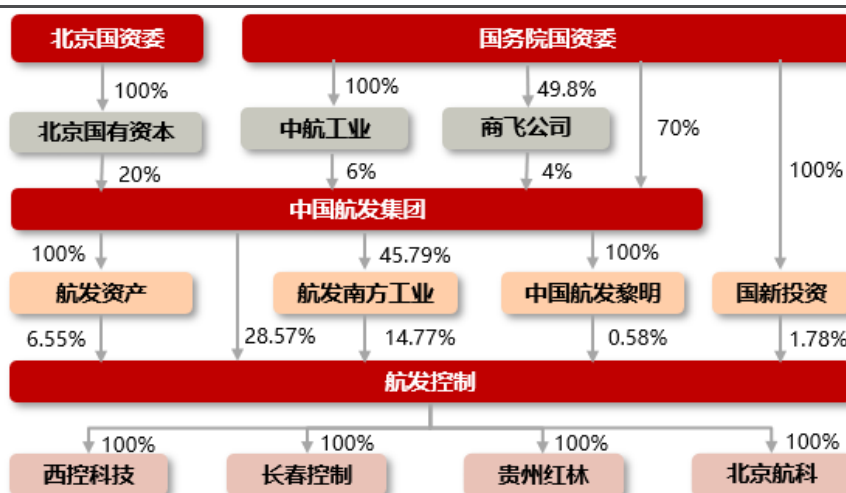 北京国资委
国务院国资委
100%
100%
49.8%
北京国有资本
中航工业
商飞公司
70%
20%
6%
4%
100%
中国航发集团
100%
45.79%
100%
航发资产
航发南方工业
中国航发黎明
国新投资
6.55%
28.57%
14.77%
0.58%
1.78%
航发控制
100%
100%
100%
100%
西控科技
长春控制
贵州红林
北京航科